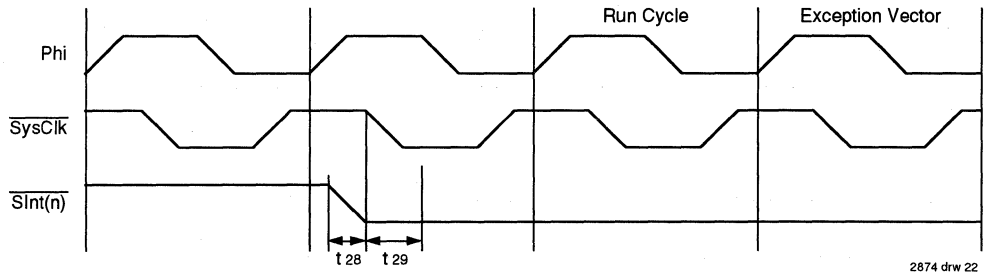 Run Cycle
Exception Vector
Phi
SysClk
SInt(n)
t 28
t 29
2874 drw 22